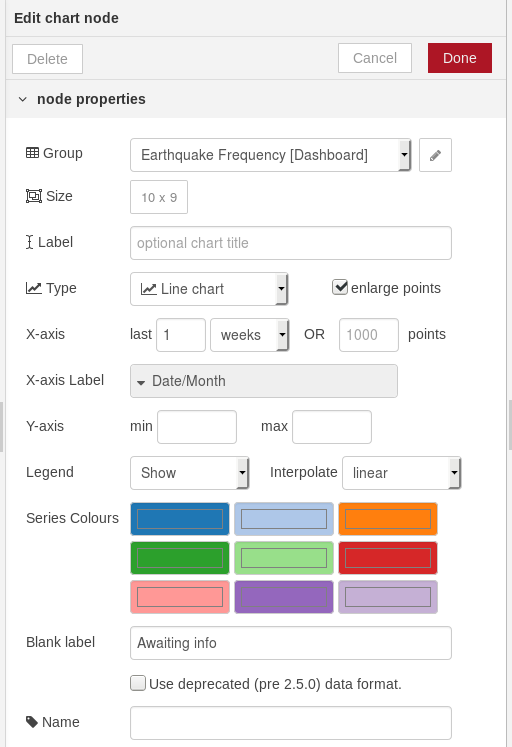 Edit chart node
Delete Cancel Done
node properties
Group Earthquake Frequency [Dashboard]
Size 10 x 9
Label optional chart title
Type Line chart enlarge points
X-axis last 1 weeks OR 1000 points
X-axis Label Date/Month
Y-axis min max
Legend Show Interpolate linear
Series Colours
Blank label Awaiting info
Use deprecated (pre 2.5.0) data format.
Name